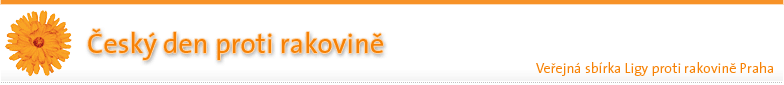 Český den proti rakovině
Veřejná sbírka Ligy proti rakovině Praha